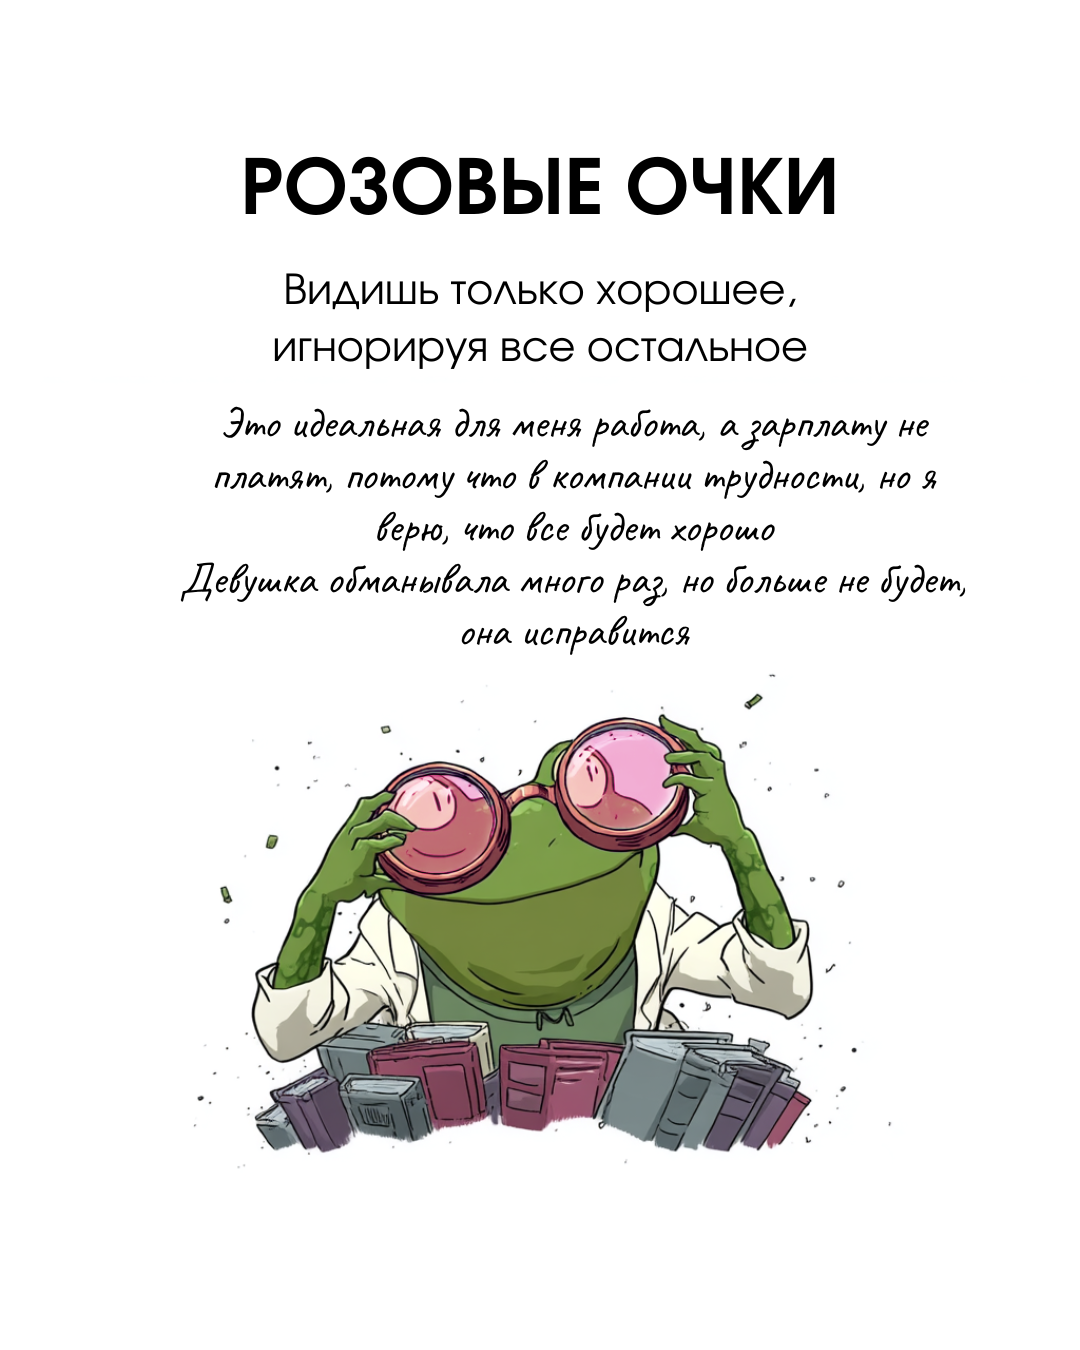 РОЗОВЫЕ ОЧКИ
Видишь только хорошее,
игнорируя все остальное
Это идеальная для меня работа, а зарплату не
платят, потому что в компании трудности, но я
верю, что все будет хорошо
Девушка обманывала много раз, но больше не будет,
она исправится